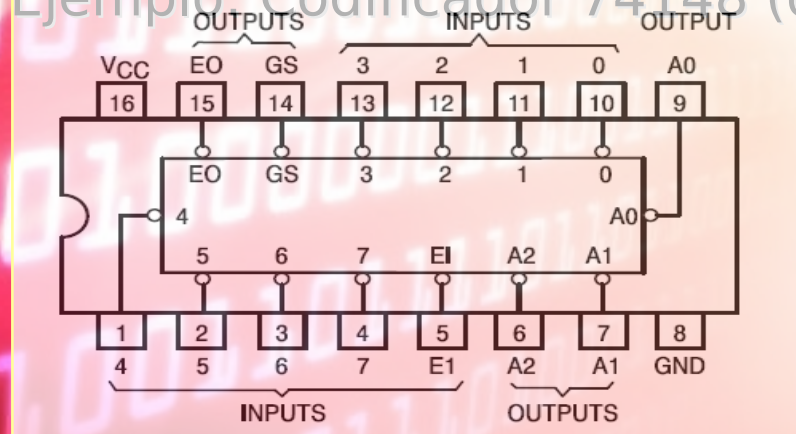 Ejemplo: Codificador 74148 (
OUTPUTS INPUTS OUTPUT
VCC EO GS 3 2 1 0 A0
16 15 14 13 12 11 10 9
EO GS 3 2 1 0
4 A0
5 6 7 EI A2 A1
1 2 3 4 5 6 7 8
4 5 6 7 E1 A2 A1 GND
INPUTS OUTPUTS